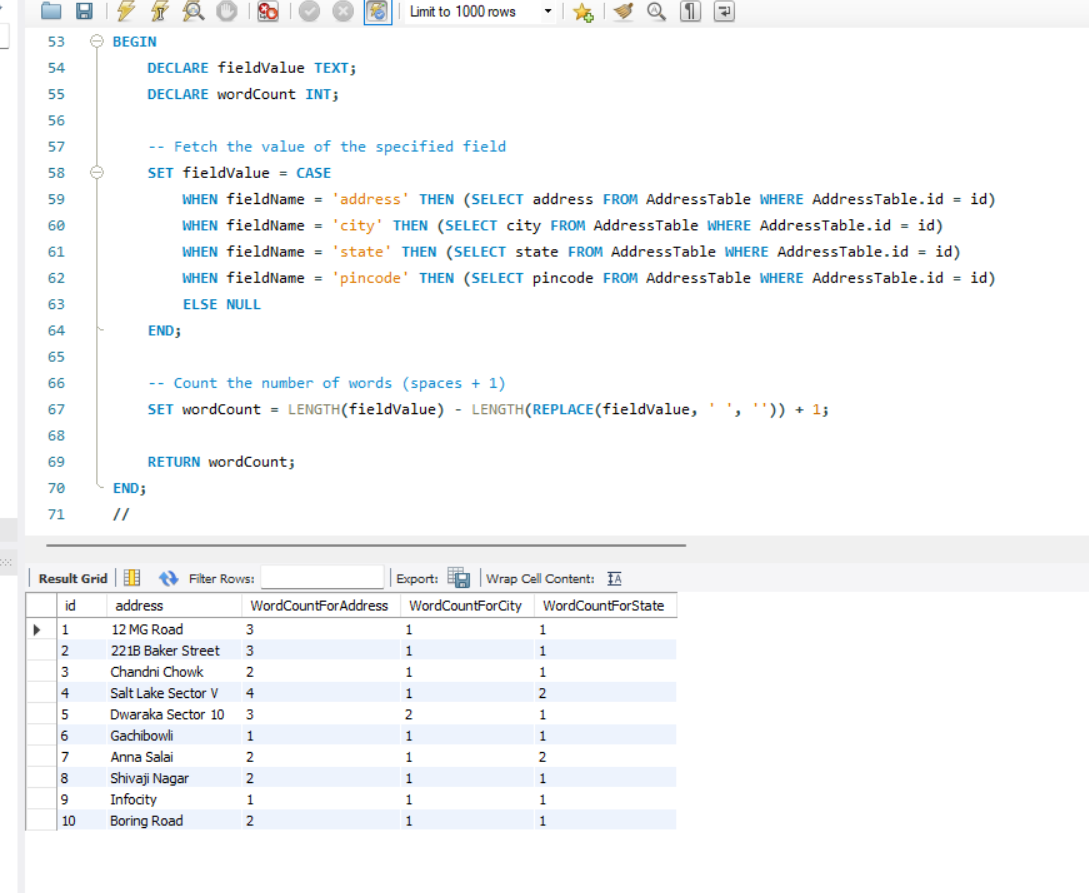 Limit to 1000 rows
53 BEGIN
54 DECLARE fieldValue TEXT;
55 DECLARE wordCount INT;
56
57 -- Fetch the value of the specified field
58 SET fieldValue = CASE
59 WHEN fieldName = 'address' THEN (SELECT address FROM AddressTable WHERE AddressTable.id = id)
60 WHEN fieldName = 'city' THEN (SELECT city FROM AddressTable WHERE AddressTable.id = id)
61 WHEN fieldName = 'state' THEN (SELECT state FROM AddressTable WHERE AddressTable.id = id)
62 WHEN fieldName = 'pincode' THEN (SELECT pincode FROM AddressTable WHERE AddressTable.id = id)
63 ELSE NULL
64 END;
65
66 -- Count the number of words (spaces + 1)
67 SET wordCount = LENGTH(fieldValue) - LENGTH(REPLACE(fieldValue, ' ', '')) + 1;
68
69 RETURN wordCount;
70 END;
71 //
Result Grid Filter Rows: Export: Wrap Cell Content: IA
id address WordCountForAddress WordCountForCity WordCountForState
1 12 MG Road 3 1 1
2 221B Baker Street 3 1 1
3 Chandni Chowk 2 1 1
4 Salt Lake Sector V 4 1 2
5 Dwaraka Sector 10 3 2 1
6 Gachibowli 1 1 1
7 Anna Salai 2 1 2
8 Shivaji Nagar 2 1 1
9 Infocity 1 1 1
10 Boring Road 2 1 1